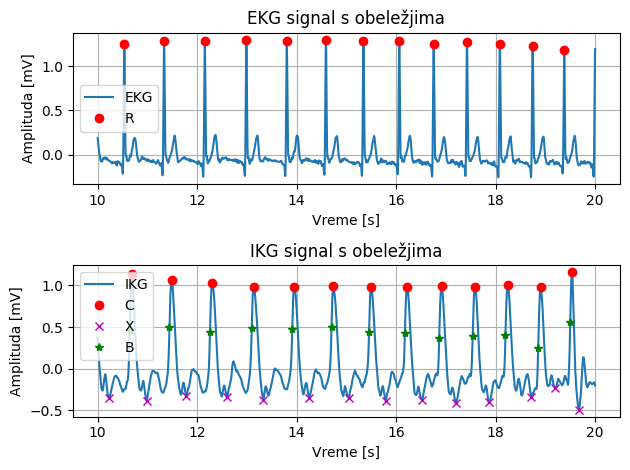 EKG signal s obeležjima
Amplituda [mV]
1.0
0.5
0.0
EKG
R
10 12 14 16 18 20
Vreme [s]
IKG signal s obeležjima
Amplituda [mV]
1.0
0.5
0.0
−0.5
IKG
C
X
B
10 12 14 16 18 20
Vreme [s]